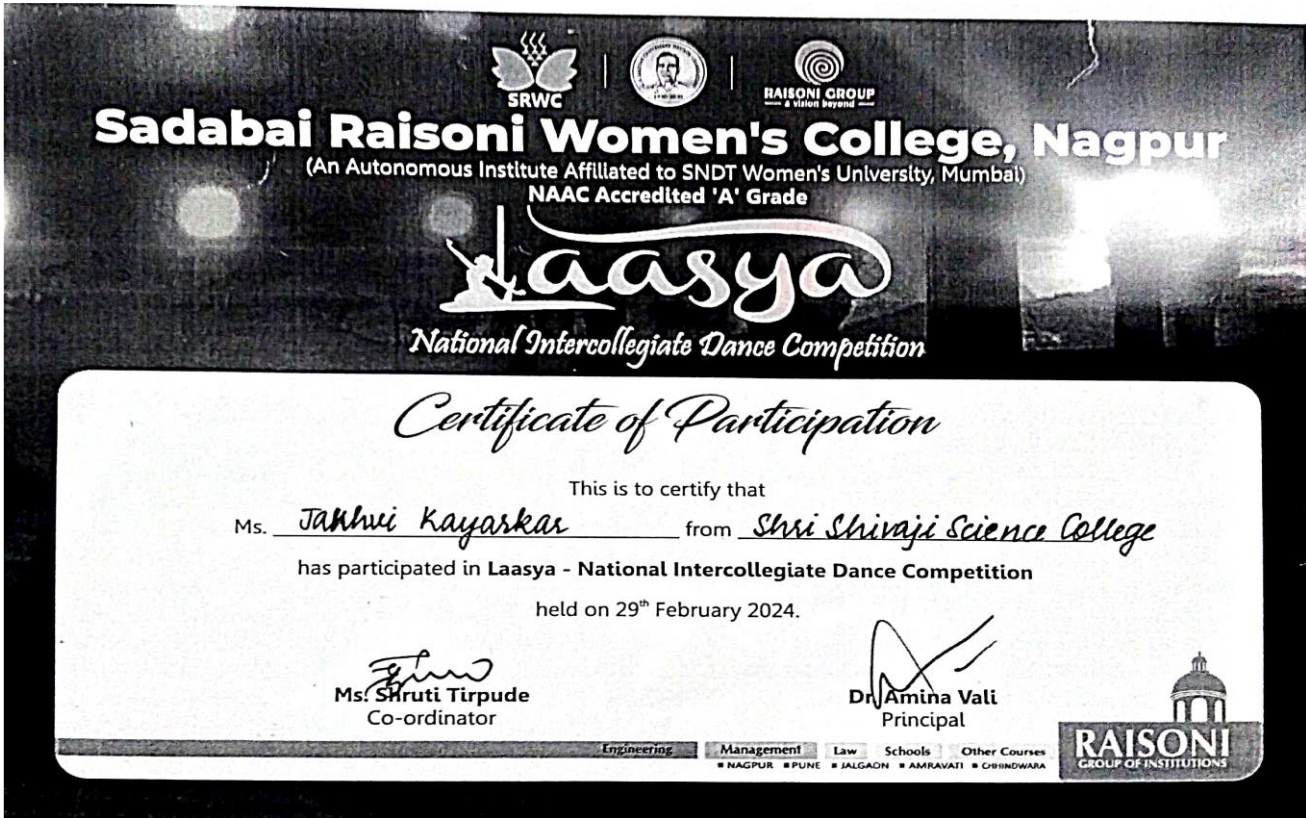 SRWC
RAISONI GROUP
a vision beyond
Sadabai Raisoni Women's College, Nagpur
(An Autonomous Institute Affiliated to SNDT Women's University, Mumbai)
NAAC Accredited 'A' Grade
Laasya
National Intercollegiate Dance Competition
Certificate of Participation
This is to certify that
Ms. Jakhvi Kayarkar from Shri Shivaji Science College
has participated in Laasya - National Intercollegiate Dance Competition
held on 29th February 2024.
Ms. Shruti Tirpude
Co-ordinator
Dr. Amina Vali
Principal
Engineering Management Law Schools Other Courses
■ NAGPUR ■ PUNE ■ JALGAON ■ AMRAVATI ■ CHHINDWARA
RAISONI
GROUP OF INSTITUTIONS